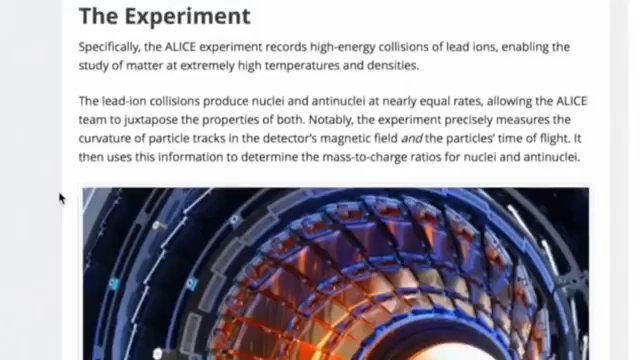 The Experiment
Specifically, the ALICE experiment records high-energy collisions of lead ions, enabling the
study of matter at extremely high temperatures and densities.
The lead-ion collisions produce nuclei and antinuclei at nearly equal rates, allowing the ALICE
team to juxtapose the properties of both. Notably, the experiment precisely measures the
curvature of particle tracks in the detector's magnetic field and the particles' time of flight. It
then uses this information to determine the mass-to-charge ratios for nuclei and antinuclei.